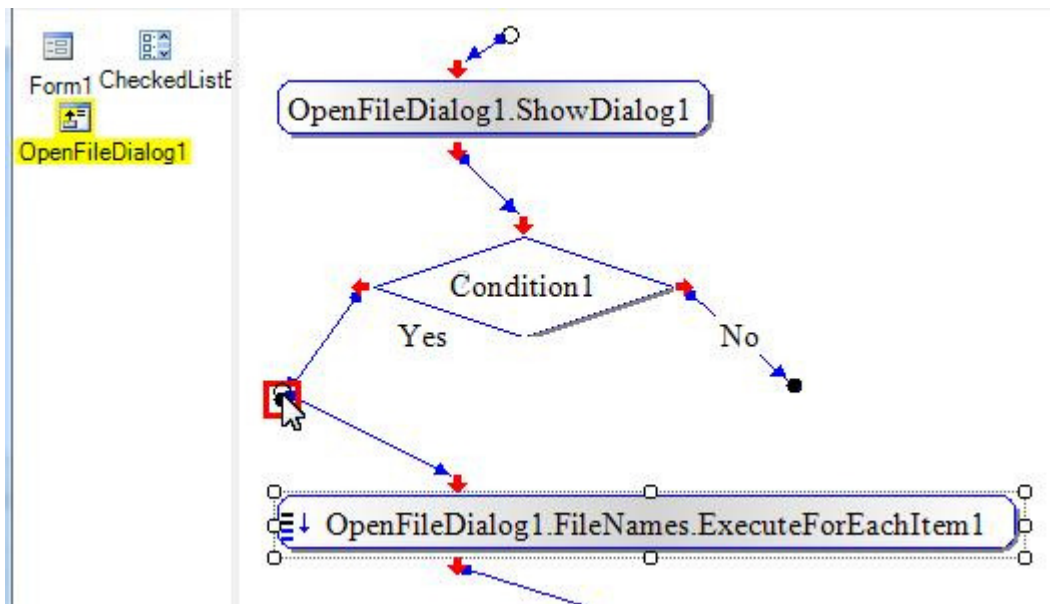 Form1
CheckedListE
OpenFileDialog1
OpenFileDialog1.ShowDialog1
Condition1
Yes
No
OpenFileDialog1.FileNames.ExecuteForEachItem1